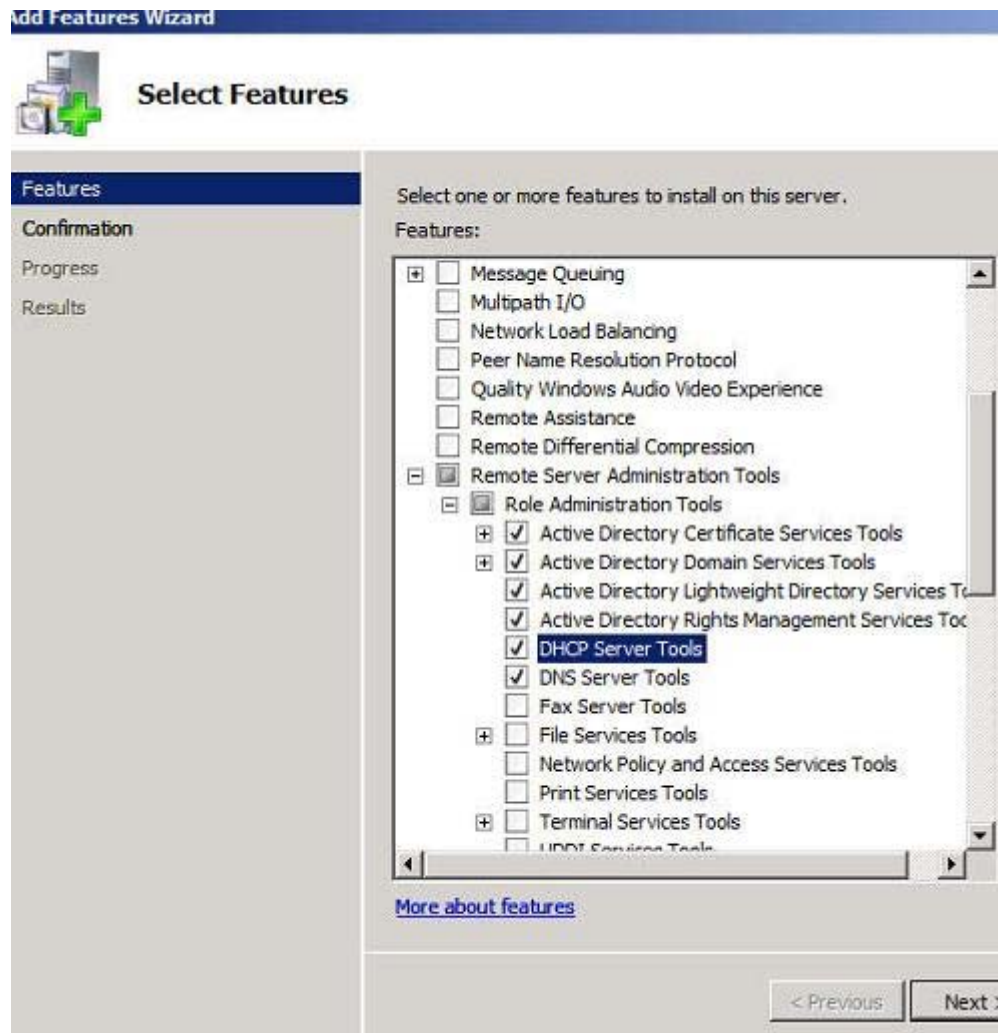 Add Features Wizard
Select Features
Features
Confirmation
Progress
Results
Select one or more features to install on this server.
Features:
Message Queuing
Multipath I/O
Network Load Balancing
Peer Name Resolution Protocol
Quality Windows Audio Video Experience
Remote Assistance
Remote Differential Compression
Remote Server Administration Tools
Role Administration Tools
Active Directory Certificate Services Tools
Active Directory Domain Services Tools
Active Directory Lightweight Directory Services To
Active Directory Rights Management Services Too
DHCP Server Tools
DNS Server Tools
Fax Server Tools
File Services Tools
Network Policy and Access Services Tools
Print Services Tools
Terminal Services Tools
UDDI Services Tools
More about features
< Previous
Next >